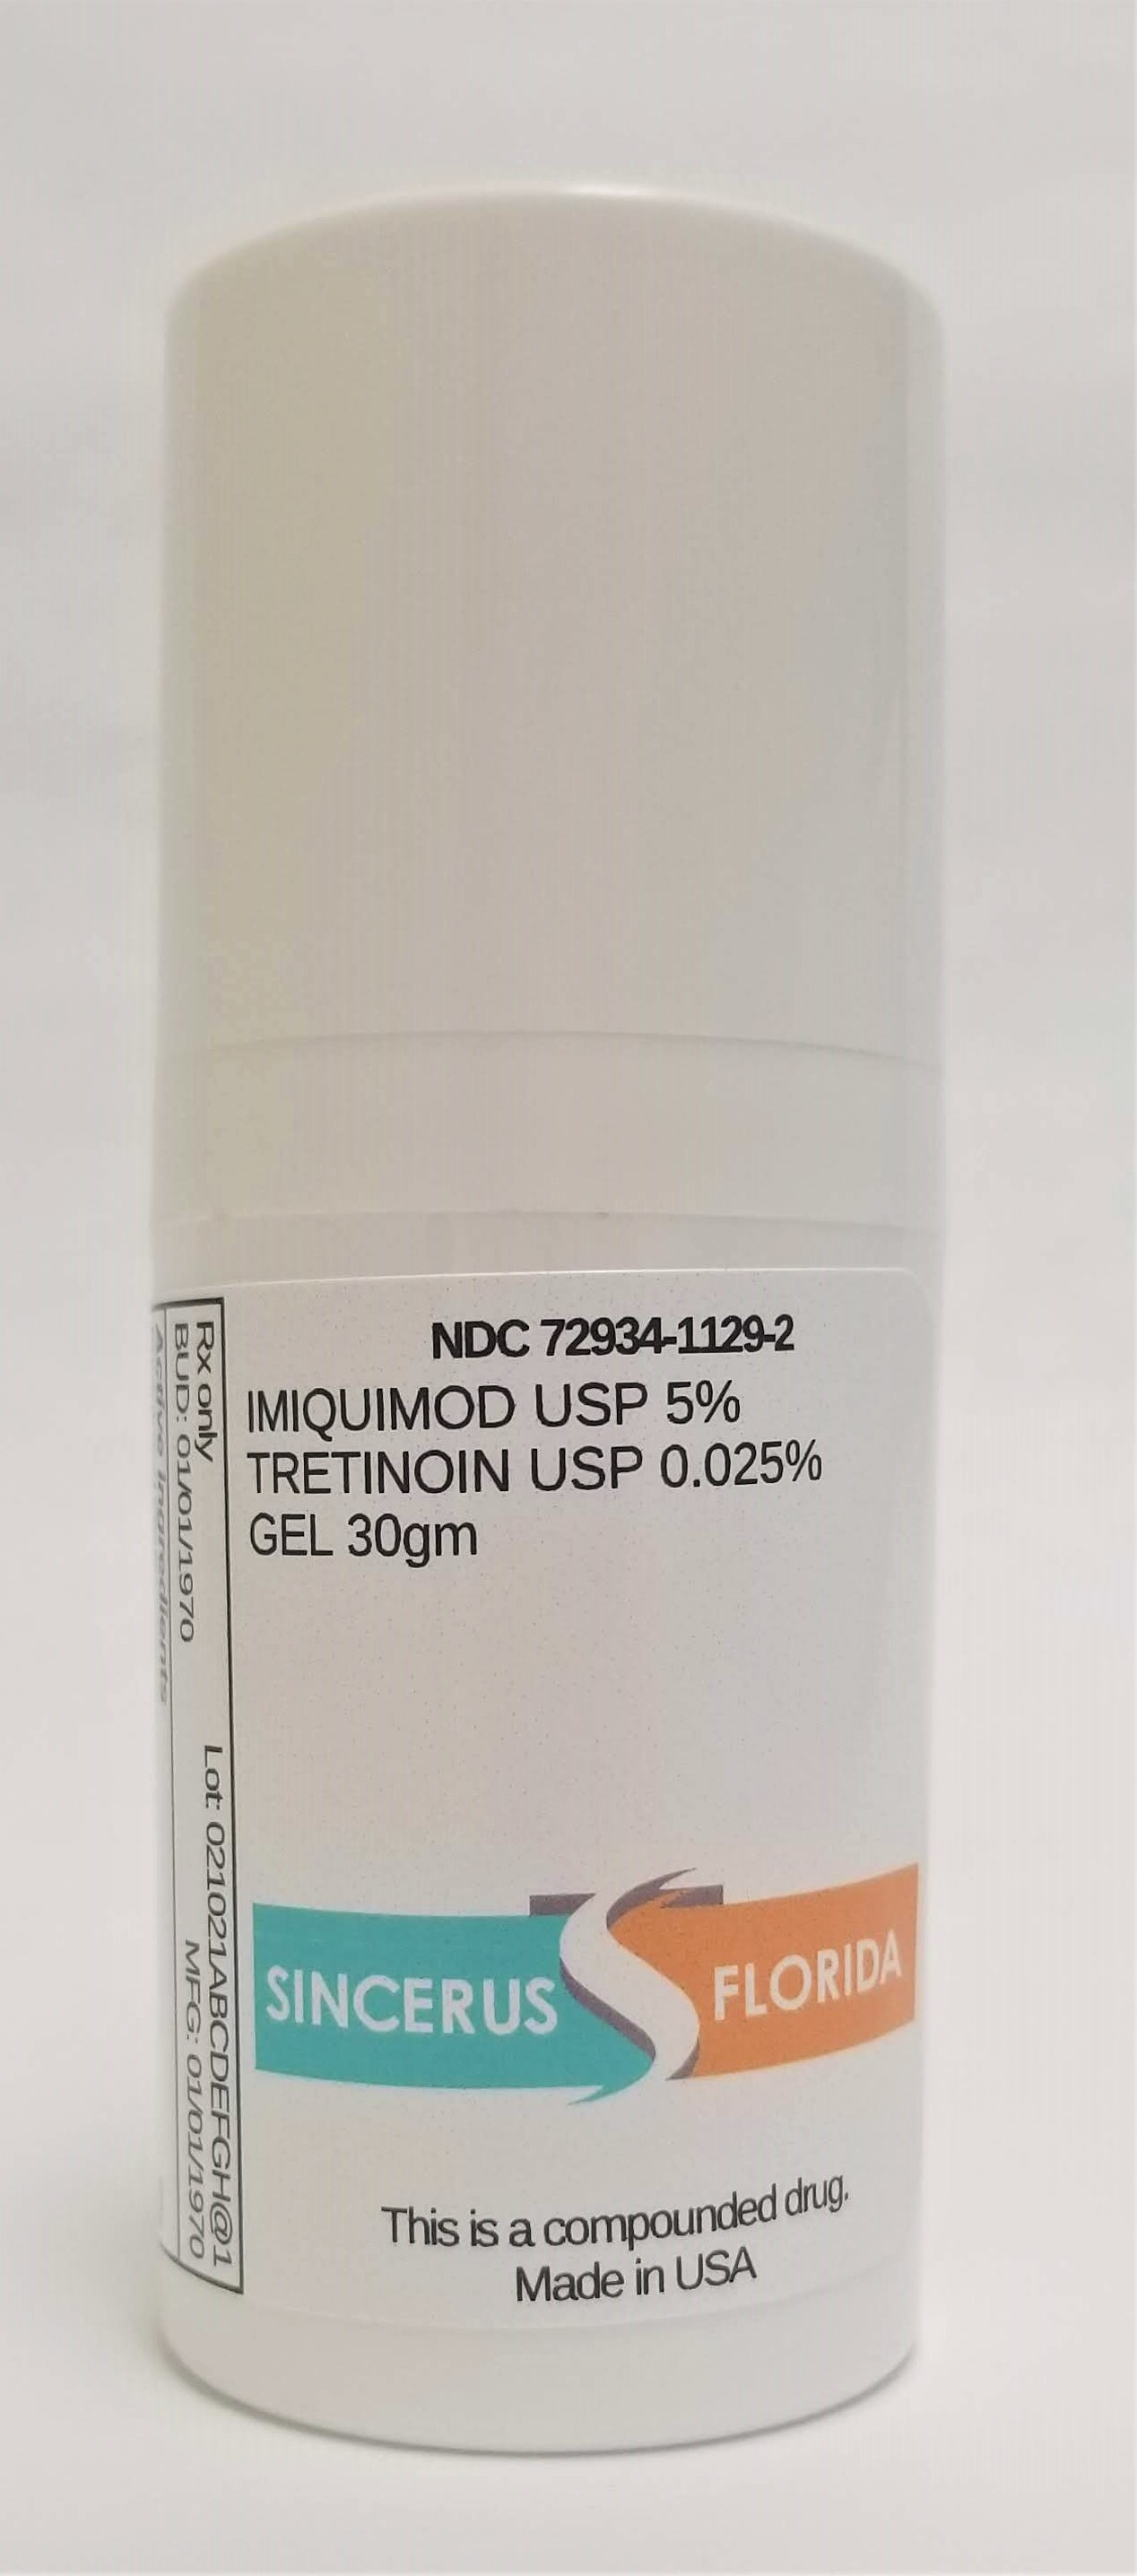 NDC 72934-1129-2
IMIQUIMOD USP 5%
TRETINOIN USP 0.025%
GEL 30gm
SINCERUS FLORIDA
This is a compounded drug.
Made in USA
Rx only Lot: 021021ABCDEFGH@1
BUD: 01/01/1970 MFG: 01/01/1970
Active Ingredients